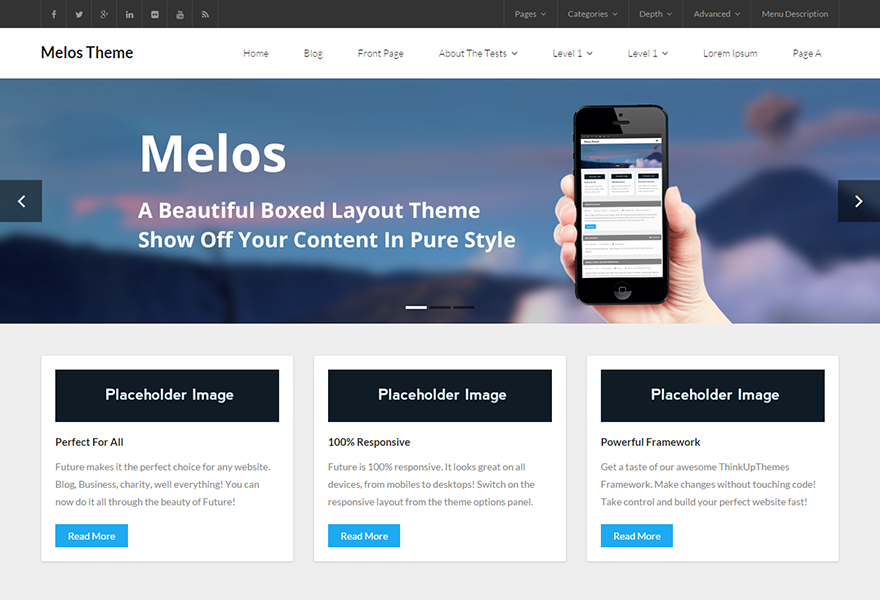 Pages Categories Depth Advanced Menu Description
Melos Theme Home Blog Front Page About The Tests Level 1 Level 1 Lorem Ipsum Page A
Melos
A Beautiful Boxed Layout Theme
Show Off Your Content In Pure Style
Placeholder Image
Perfect For All
Future makes it the perfect choice for any website.
Blog, Business, charity, well everything! You can
now do it all through the beauty of Future!
Read More
Placeholder Image
100% Responsive
Future is 100% responsive. It looks great on all
devices, from mobiles to desktops! Switch on the
responsive layout from the theme options panel.
Read More
Placeholder Image
Powerful Framework
Get a taste of our awesome ThinkUpThemes
Framework. Make changes without touching code!
Take control and build your perfect website fast!
Read More